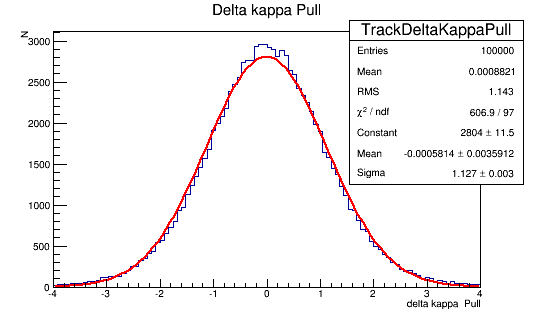 Delta kappa Pull
TrackDeltaKappaPull
Entries 100000
Mean 0.0008821
RMS 1.143
χ² / ndf 606.9 / 97
Constant 2804 ± 11.5
Mean -0.0005814 ± 0.0035912
Sigma 1.127 ± 0.003
N
3000
2500
2000
1500
1000
500
0
-4 -3 -2 -1 0 1 2 3 4
delta kappa Pull